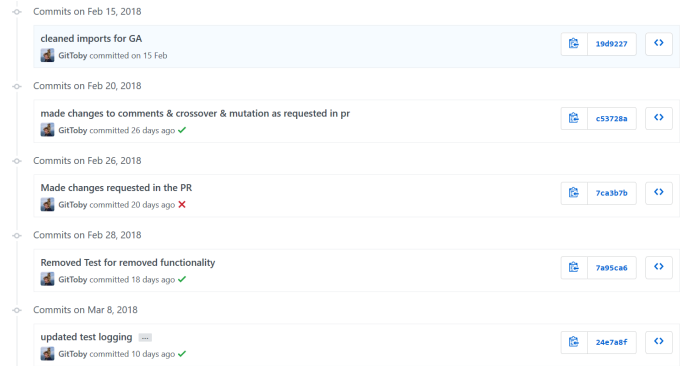 Commits on Feb 15, 2018
cleaned imports for GA
GitToby committed on 15 Feb
19d9227
Commits on Feb 20, 2018
made changes to comments & crossover & mutation as requested in pr
GitToby committed 26 days ago
c53728a
Commits on Feb 26, 2018
Made changes requested in the PR
GitToby committed 20 days ago
7ca3b7b
Commits on Feb 28, 2018
Removed Test for removed functionality
GitToby committed 18 days ago
7a95ca6
Commits on Mar 8, 2018
updated test logging ...
GitToby committed 10 days ago
24e7a8f